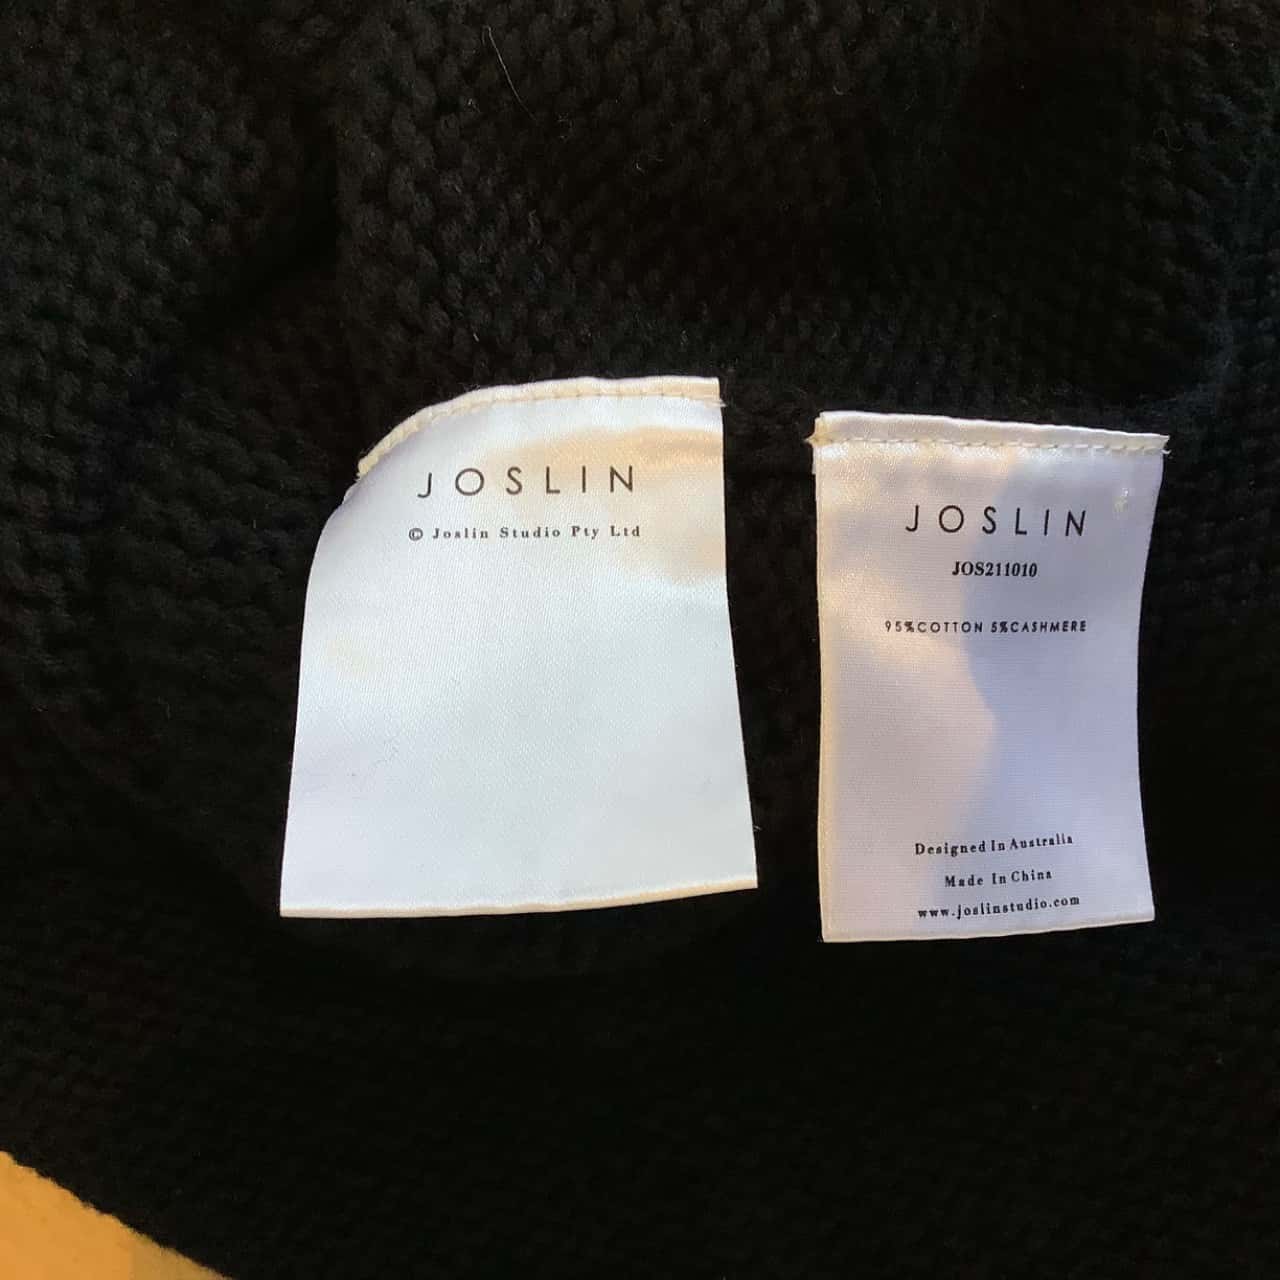 JOSLIN
© Joslin Studio Pty Ltd
JOSLIN
JOS211010
95%COTTON 5%CASHMERE
Designed In Australia
Made In China
www.joslinstudio.com